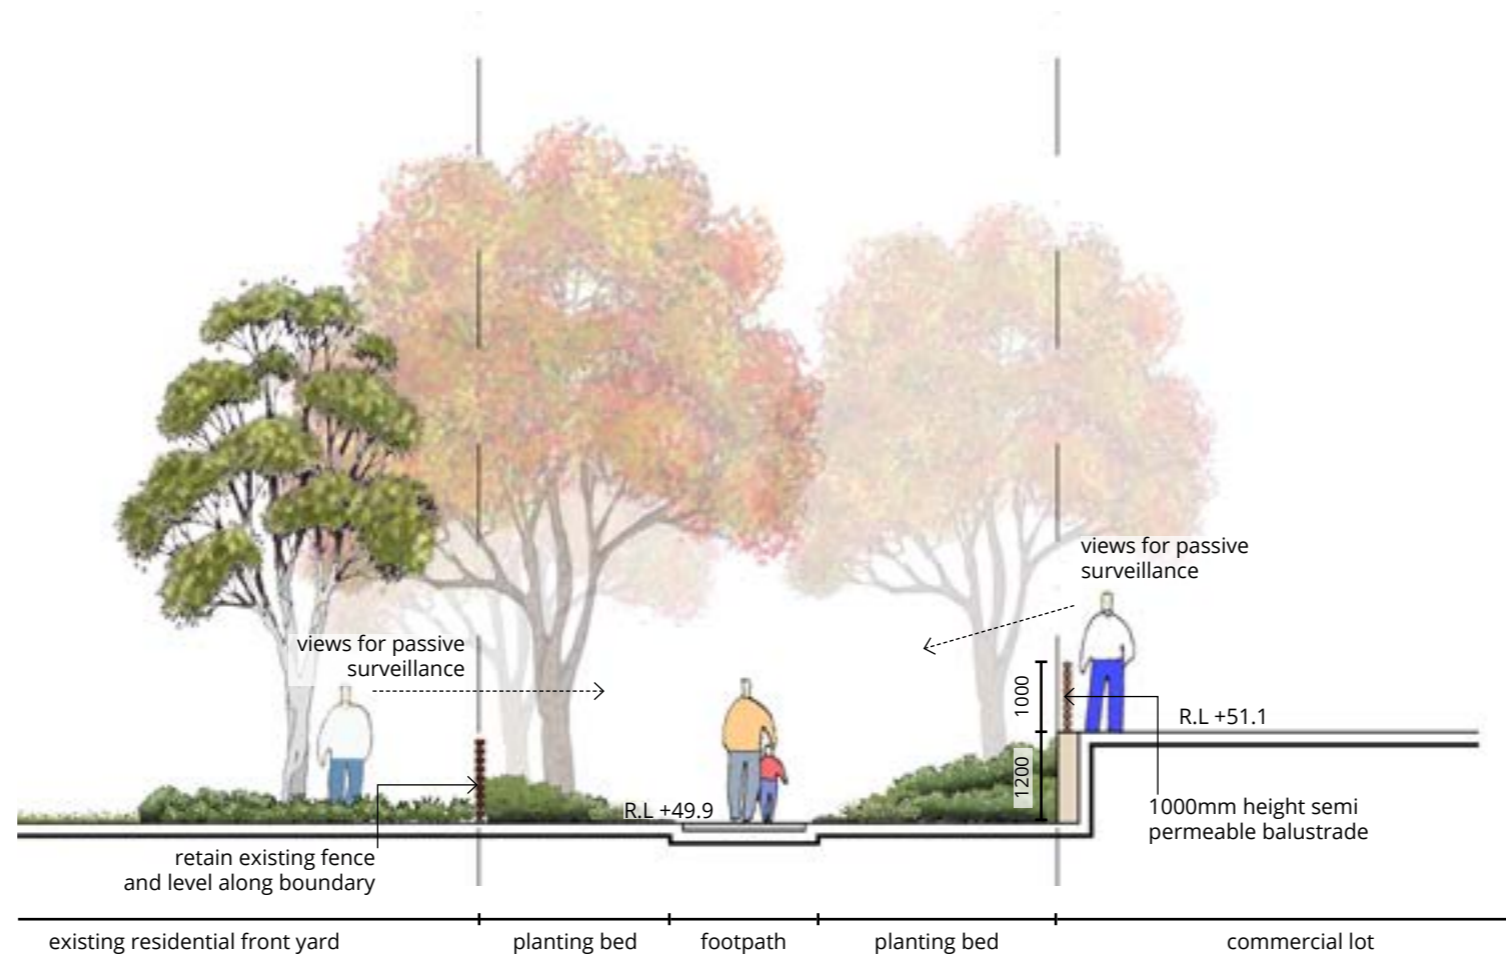 views for passive
surveillance
views for passive
surveillance
1000
R.L +51.1
1200
R.L +49.9
1000mm height semi
permeable balustrade
retain existing fence
and level along boundary
existing residential front yard
planting bed
footpath
planting bed
commercial lot